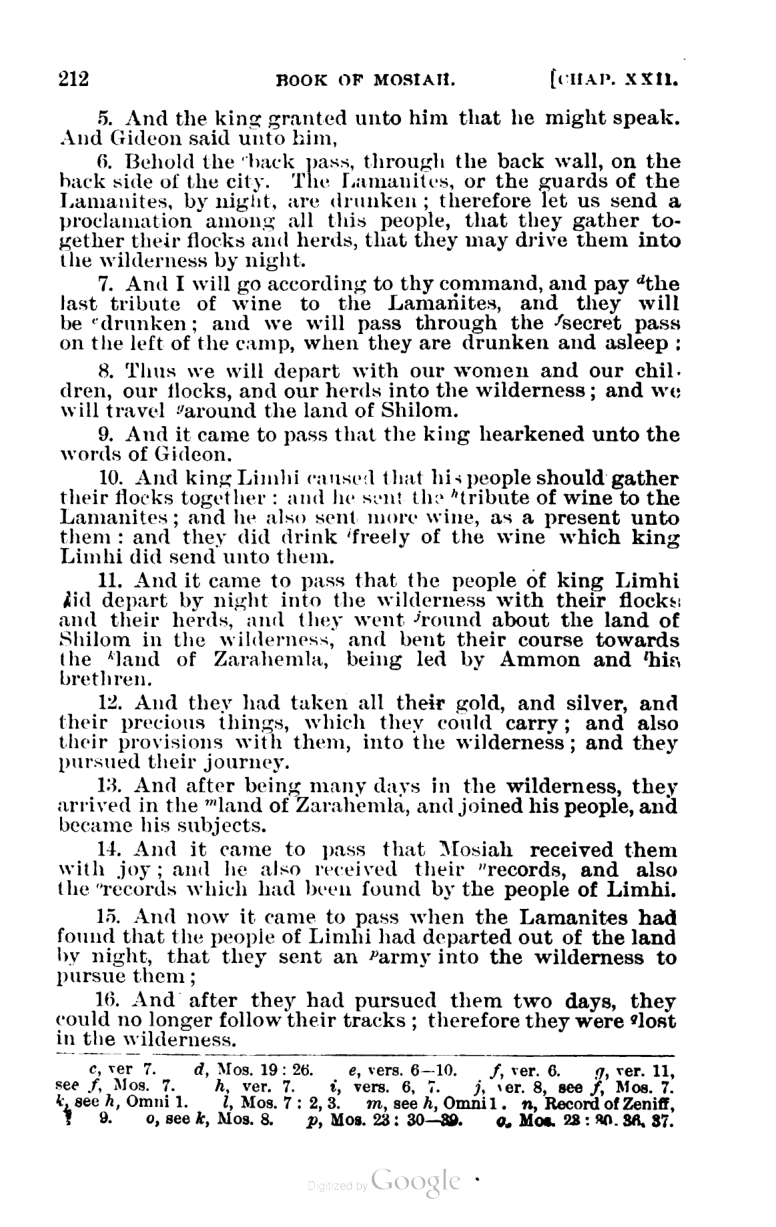 212 BOOK OF MOSIAH. [CHAP. XXII.
5. And the king granted unto him that he might speak.
And Gideon said unto him,
6. Behold the cback pass, through the back wall, on the
back side of the city. The Lamanites, or the guards of the
Lamanites, by night, are drunken; therefore let us send a
proclamation among all this people, that they gather to-
gether their flocks and herds, that they may drive them into
the wilderness by night.
7. And I will go according to thy command, and pay dthe
last tribute of wine to the Lamanites, and they will
be edrunken; and we will pass through the fsecret pass
on the left of the camp, when they are drunken and asleep;
8. Thus we will depart with our women and our chil-
dren, our flocks, and our herds into the wilderness; and we
will travel garound the land of Shilom.
9. And it came to pass that the king hearkened unto the
words of Gideon.
10. And king Limhi caused that his people should gather
their flocks together: and he sent the htribute of wine to the
Lamanites; and he also sent more wine, as a present unto
them: and they did drink ifreely of the wine which king
Limhi did send unto them.
11. And it came to pass that the people of king Limhi
did depart by night into the wilderness with their flocks
and their herds, and they went jround about the land of
Shilom in the wilderness, and bent their course towards
the kland of Zarahemla, being led by Ammon and lhis
brethren.
12. And they had taken all their gold, and silver, and
their precious things, which they could carry; and also
their provisions with them, into the wilderness; and they
pursued their journey.
13. And after being many days in the wilderness, they
arrived in the mland of Zarahemla, and joined his people, and
became his subjects.
14. And it came to pass that Mosiah received them
with joy; and he also received their nrecords, and also
the orecords which had been found by the people of Limhi.
15. And now it came to pass when the Lamanites had
found that the people of Limhi had departed out of the land
by night, that they sent an parmy into the wilderness to
pursue them;
16. And after they had pursued them two days, they
could no longer follow their tracks; therefore they were qlost
in the wilderness.
c, ver 7. d, Mos. 19: 26. e, vers. 6—10. f, ver. 6. g, ver. 11,
see f, Mos. 7. h, ver. 7. i, vers. 6, 7. j, ver. 8, see f, Mos. 7.
k, see h, Omni 1. l, Mos. 7: 2, 3. m, see h, Omni 1. n, Record of Zeniff,
9. o, see k, Mos. 8. p, Mos. 23: 30—39. q, Mos. 23: 30. 36, 37.
Digitized by Google